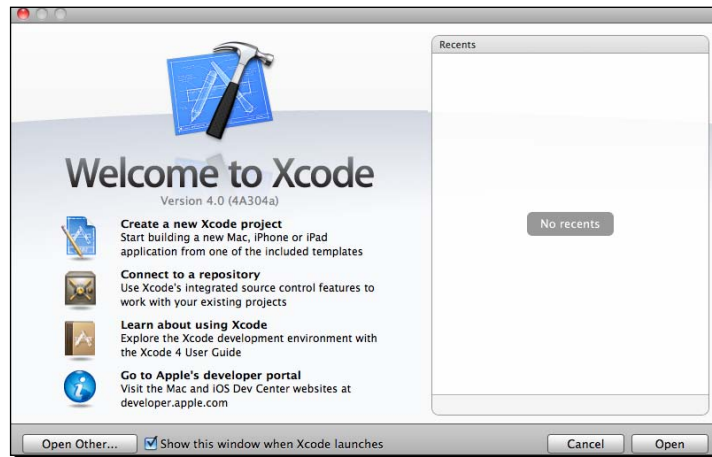 Recents
Welcome to Xcode
Version 4.0 (4A304a)
Create a new Xcode project
Start building a new Mac, iPhone or iPad
application from one of the included templates
Connect to a repository
Use Xcode's integrated source control features to
work with your existing projects
Learn about using Xcode
Explore the Xcode development environment with
the Xcode 4 User Guide
Go to Apple's developer portal
Visit the Mac and iOS Dev Center websites at
developer.apple.com
No recents
Open Other...
Show this window when Xcode launches
Cancel
Open